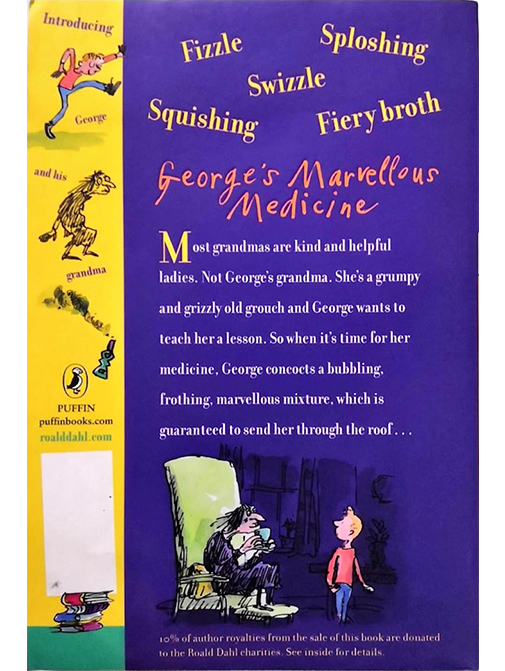 Introducing
George
and his
grandma
PUFFIN
puffinbooks.com
roalddahl.com
Fizzle
Sploshing
Swizzle
Squishing
Fiery broth
George's Marvellous
Medicine
Most grandmas are kind and helpful
ladies. Not George's grandma. She's a grumpy
and grizzly old grouch and George wants to
teach her a lesson. So when it's time for her
medicine, George concocts a bubbling,
frothing, marvellous mixture, which is
guaranteed to send her through the roof . . .
10% of author royalties from the sale of this book are donated
to the Roald Dahl charities. See inside for details.